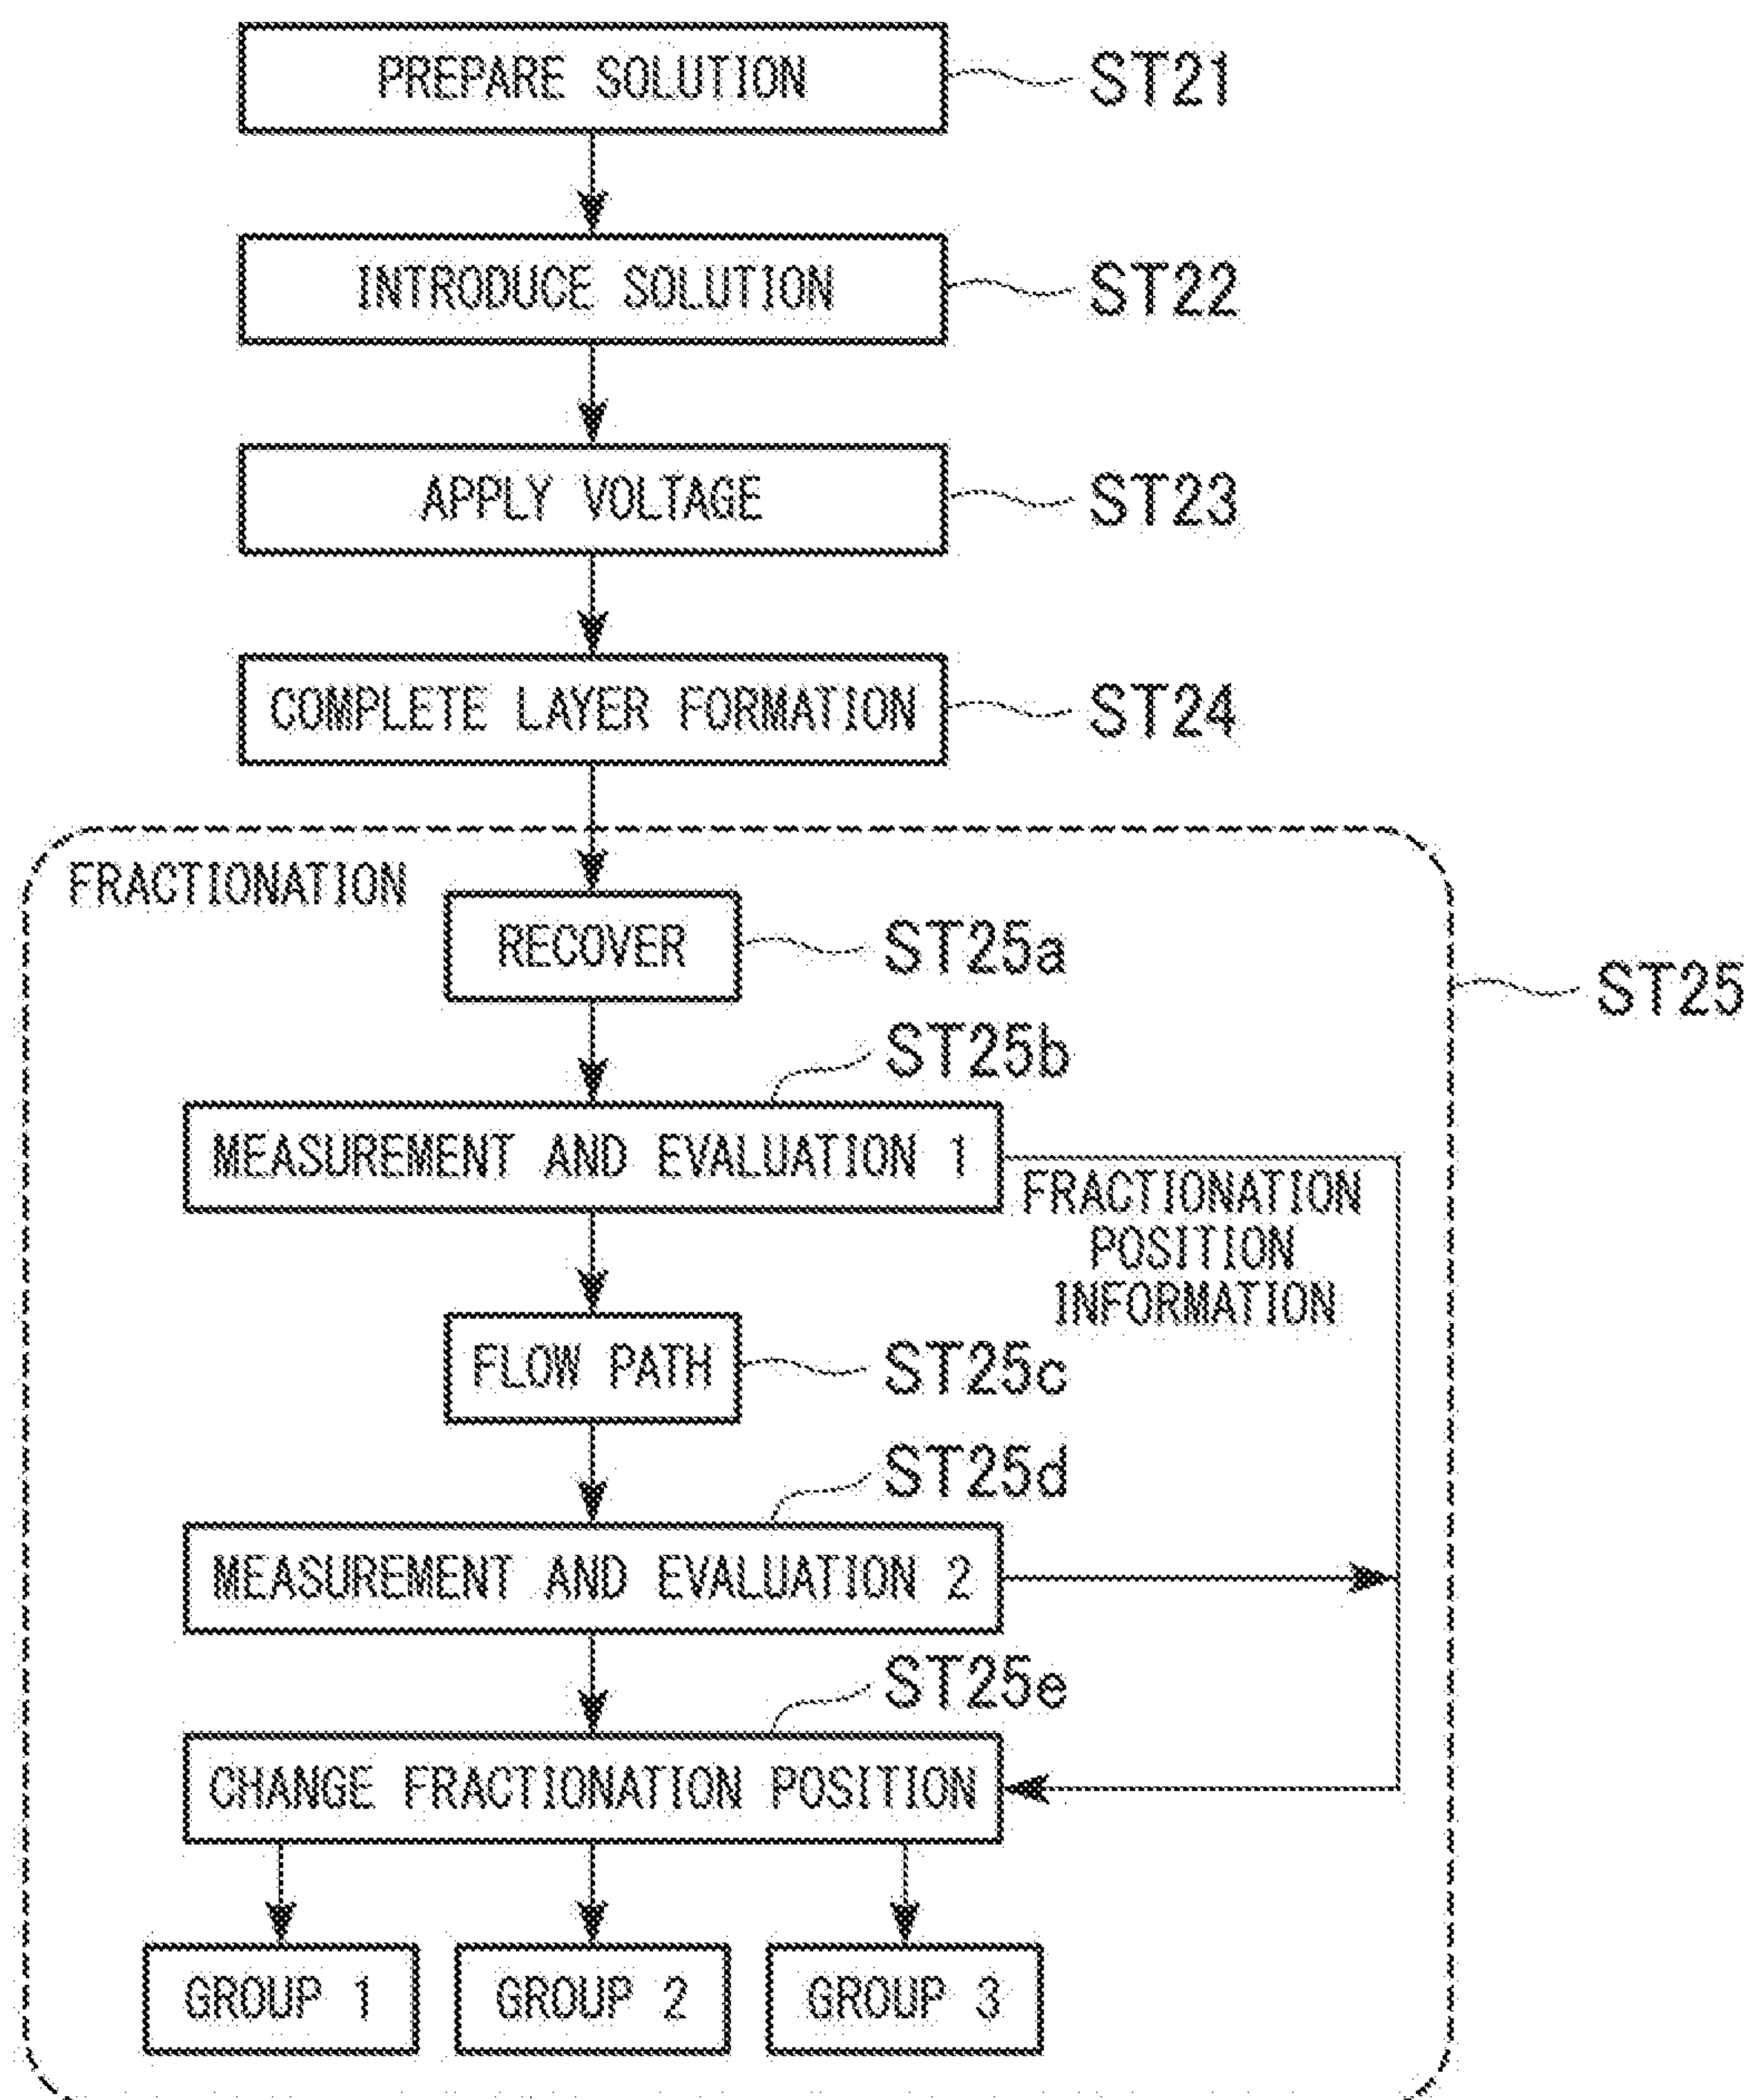 PREPARE SOLUTION
ST21
INTRODUCE SOLUTION
ST22
APPLY VOLTAGE
ST23
COMPLETE LAYER FORMATION
ST24
FRACTIONATION
RECOVER
ST25a
ST25
ST25b
MEASUREMENT AND EVALUATION 1
FRACTIONATION
POSITION
INFORMATION
FLOW PATH
ST25c
ST25d
MEASUREMENT AND EVALUATION 2
ST25e
CHANGE FRACTIONATION POSITION
GROUP 1
GROUP 2
GROUP 3